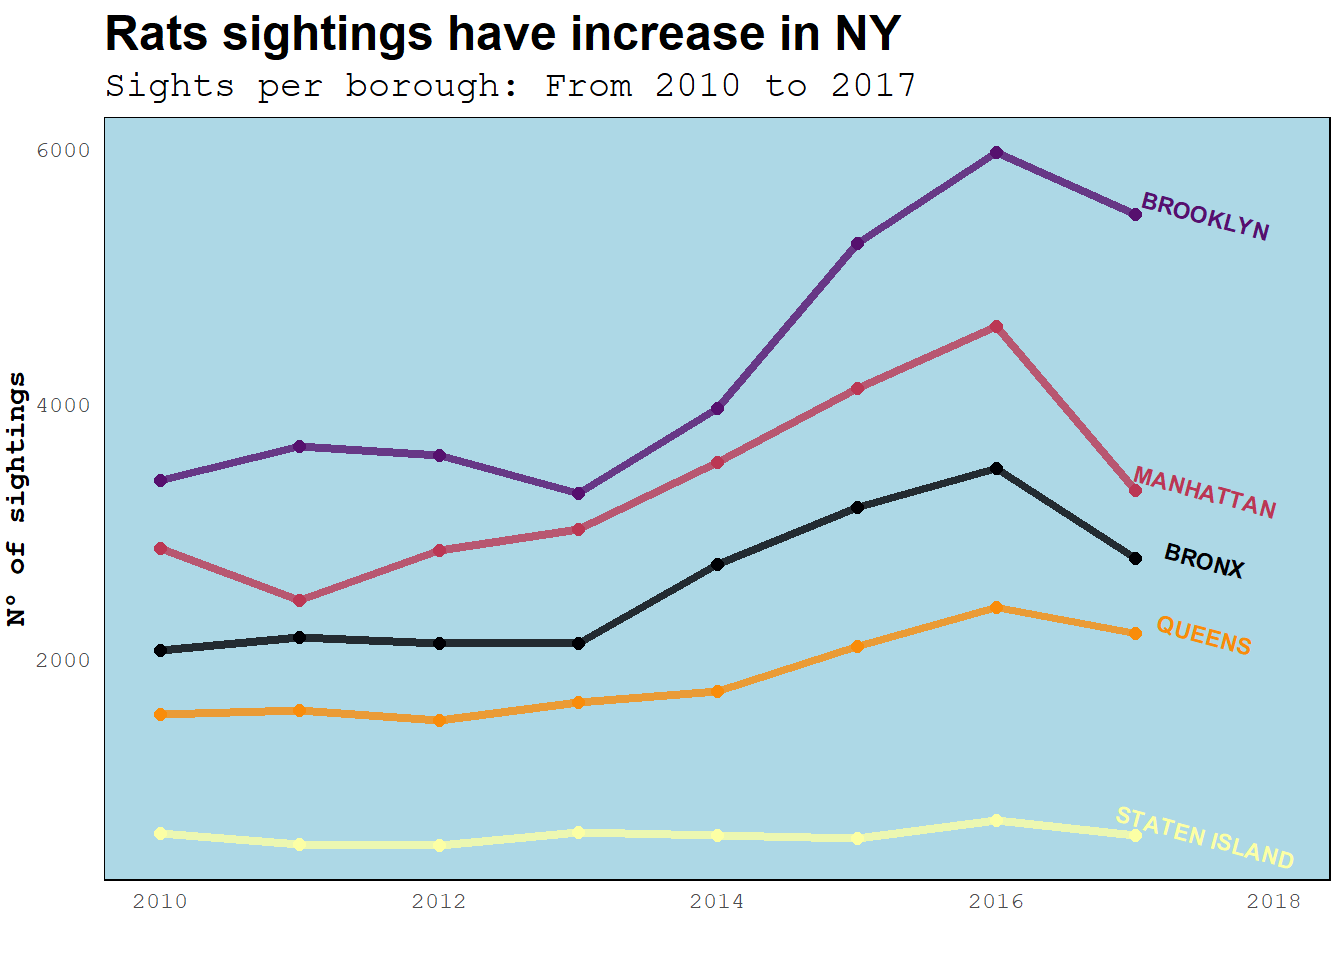 Rats sightings have increase in NY
Sights per borough: From 2010 to 2017
N° of sightings
6000
4000
2000
BROOKLYN
MANHATTAN
BRONX
QUEENS
STATEN ISLAND
2010 2012 2014 2016 2018